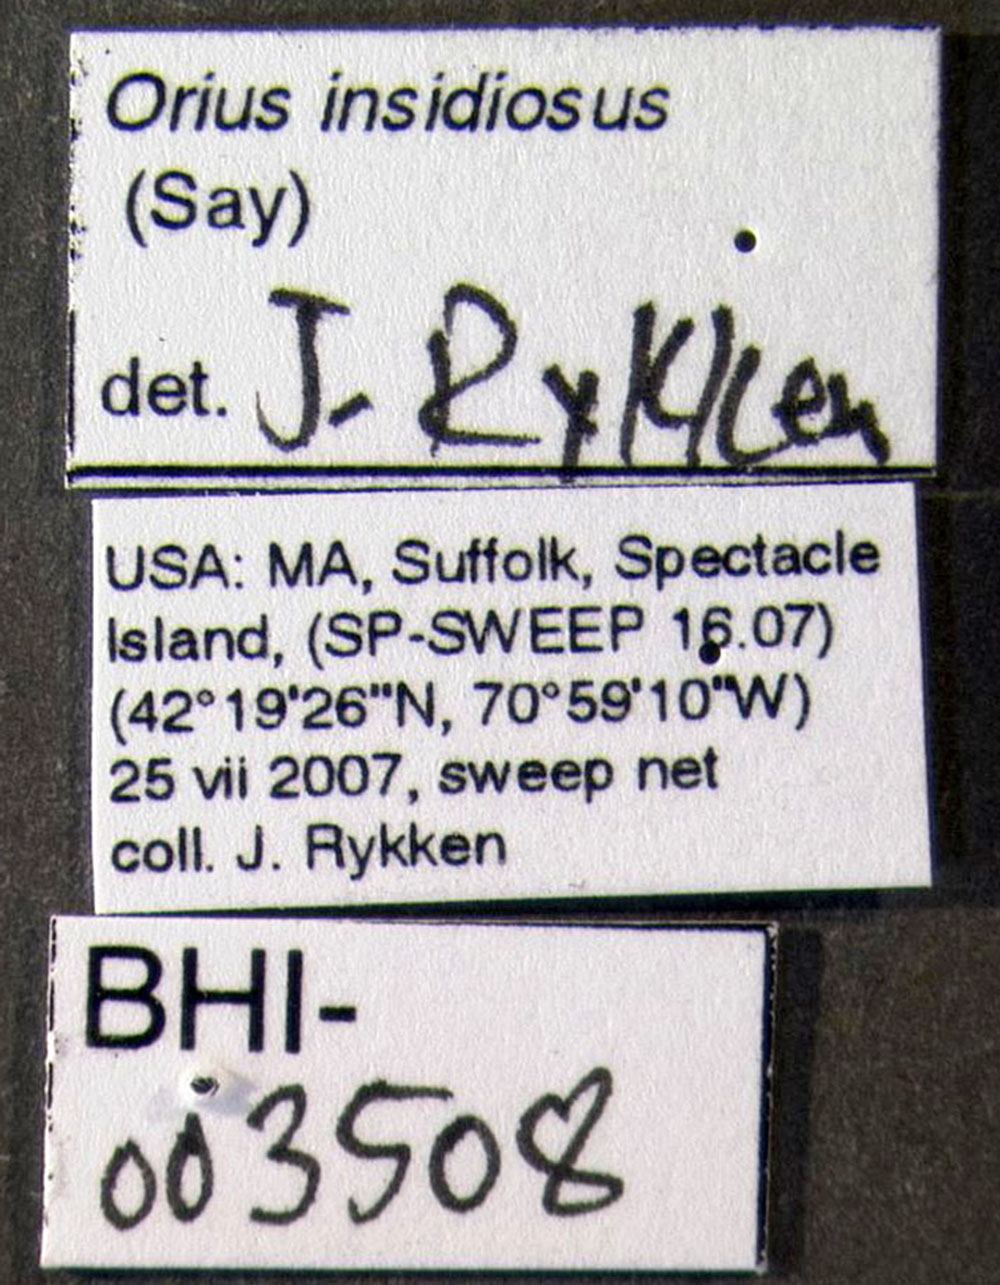 Orius insidiosus
(Say)
det. J. Rykken
USA: MA, Suffolk, Spectacle
Island, (SP-SWEEP 16.07)
(42°19'26"N, 70°59'10"W)
25 vii 2007, sweep net
coll. J. Rykken
BHI-
003508